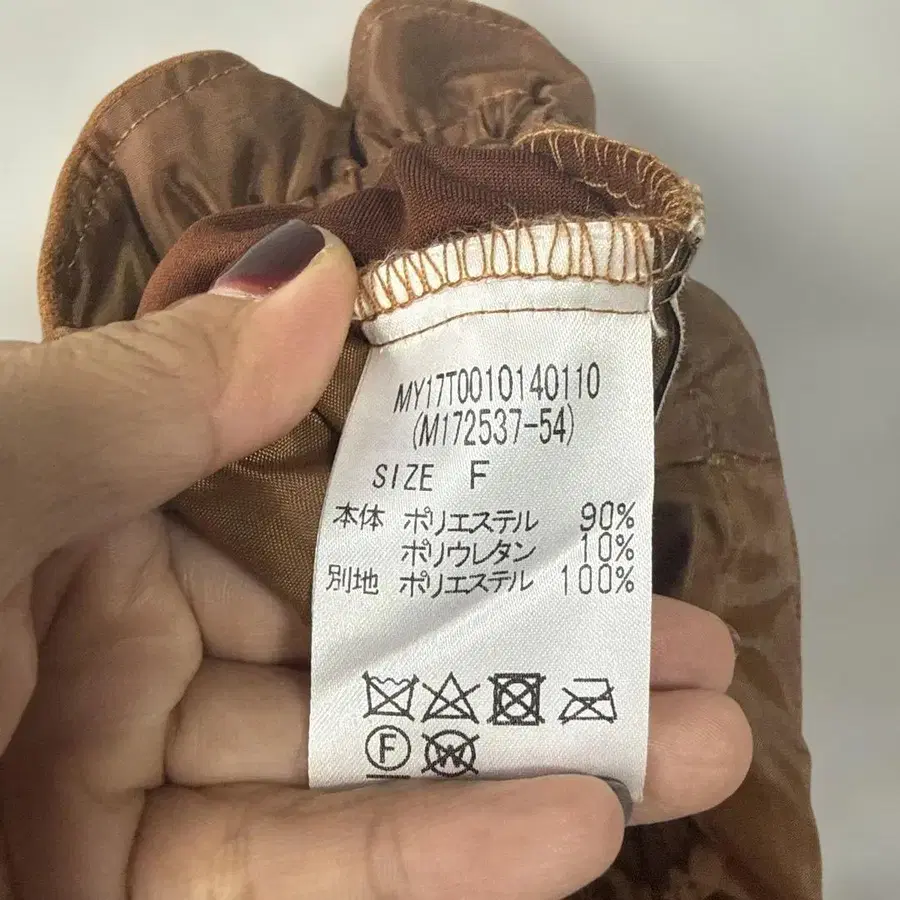 MY17T0010140110
(M172537-54)
SIZE F
本体 ポリエステル 90%
ポリウレタン 10%
別地 ポリエステル 100%
F W